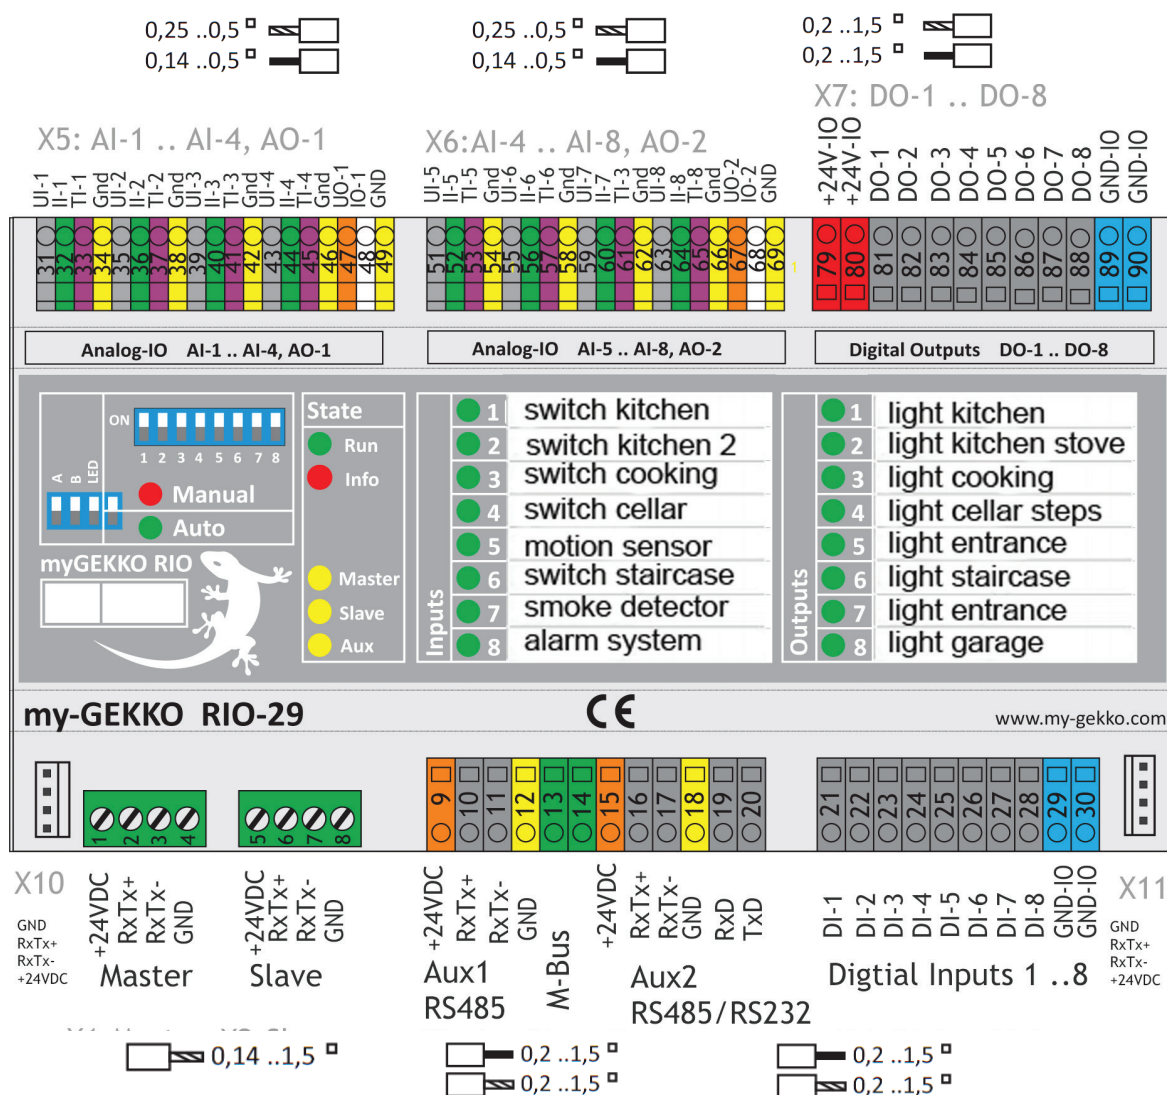 0,25 ..0,5 0,25 ..0,5 0,2 ..1,5
0,14 ..0,5 0,14 ..0,5 0,2 ..1,5
X7: DO-1 .. DO-8
X5: AI-1 .. AI-4, AO-1 X6:AI-4 .. AI-8, AO-2
UI-1 II-1 TI-1 Gnd UI-2 II-2 TI-2 Gnd UI-3 II-3 TI-3 Gnd UI-4 II-4 TI-4 Gnd UO-1 IO-1 GND
UI-5 II-5 TI-5 Gnd UI-6 II-6 TI-6 Gnd UI-7 II-7 TI-3 Gnd UI-8 II-8 TI-8 Gnd UO-2 IO-2 GND
+24V-IO +24V-IO DO-1 DO-2 DO-3 DO-4 DO-5 DO-6 DO-7 DO-8 GND-IO GND-IO
31 32 33 34 35 36 37 38 39 40 41 42 43 44 45 46 47 48 49
51 52 53 54 55 56 57 58 59 60 61 62 63 64 65 66 67 68 69 1
79 80 81 82 83 84 85 86 87 88 89 90
Analog-IO AI-1 .. AI-4, AO-1
Analog-IO AI-5 .. AI-8, AO-2
Digital Outputs DO-1 .. DO-8
ON
1 2 3 4 5 6 7 8
A B LED
Manual
Auto
myGEKKO RIO
State
Run
Info
Master
Slave
Aux
Inputs
1 switch kitchen
2 switch kitchen 2
3 switch cooking
4 switch cellar
5 motion sensor
6 switch staircase
7 smoke detector
8 alarm system
Outputs
1 light kitchen
2 light kitchen stove
3 light cooking
4 light cellar steps
5 light entrance
6 light staircase
7 light entrance
8 light garage
my-GEKKO RIO-29 CE www.my-gekko.com
1 2 3 4 5 6 7 8
9 10 11 12 13 14 15 16 17 18 19 20
21 22 23 24 25 26 27 28 29 30
X10
GND
RxTx+
RxTx-
+24VDC
+24VDC RxTx+ RxTx- GND
Master
+24VDC RxTx+ RxTx- GND
Slave
+24VDC RxTx+ RxTx- GND
Aux1
RS485
M-Bus
+24VDC RxTx+ RxTx- GND RxD TxD
Aux2
RS485/RS232
DI-1 DI-2 DI-3 DI-4 DI-5 DI-6 DI-7 DI-8 GND-IO GND-IO
Digtial Inputs 1 ..8
X11
GND
RxTx+
RxTx-
+24VDC
0,14 ..1,5 0,2 ..1,5 0,2 ..1,5
0,2 ..1,5 0,2 ..1,5